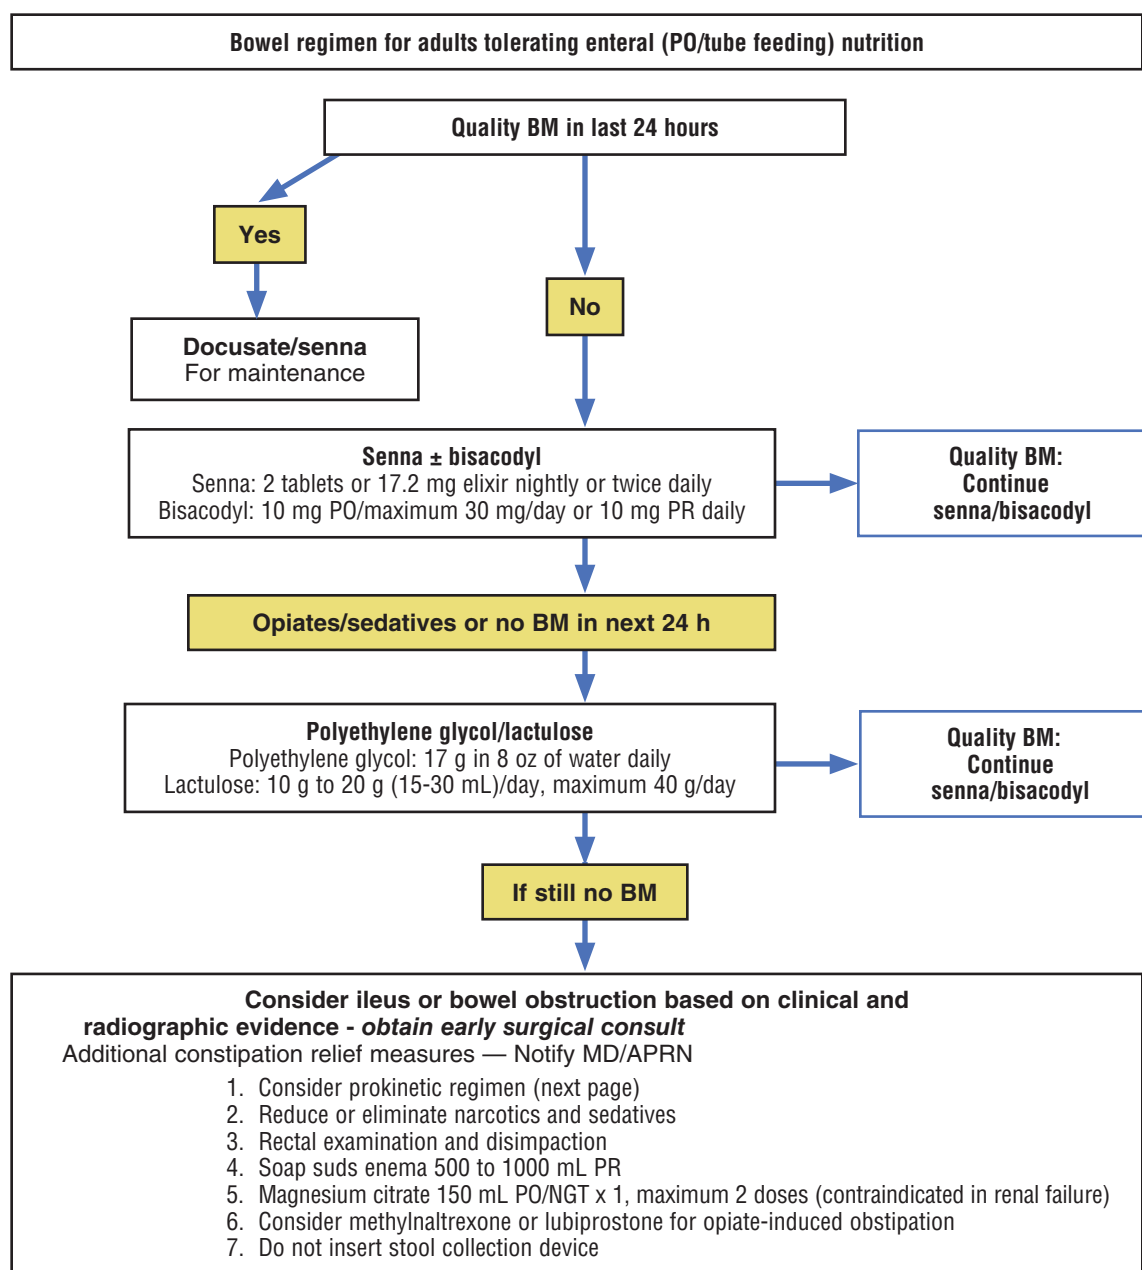 Bowel regimen for adults tolerating enteral (PO/tube feeding) nutrition
Quality BM in last 24 hours
Yes
No
Docusate/senna
For maintenance
Senna ± bisacodyl
Senna: 2 tablets or 17.2 mg elixir nightly or twice daily
Bisacodyl: 10 mg PO/maximum 30 mg/day or 10 mg PR daily
Quality BM:
Continue
senna/bisacodyl
Opiates/sedatives or no BM in next 24 h
Polyethylene glycol/lactulose
Polyethylene glycol: 17 g in 8 oz of water daily
Lactulose: 10 g to 20 g (15-30 mL)/day, maximum 40 g/day
Quality BM:
Continue
senna/bisacodyl
If still no BM
Consider ileus or bowel obstruction based on clinical and
radiographic evidence - obtain early surgical consult
Additional constipation relief measures — Notify MD/APRN
1. Consider prokinetic regimen (next page)
2. Reduce or eliminate narcotics and sedatives
3. Rectal examination and disimpaction
4. Soap suds enema 500 to 1000 mL PR
5. Magnesium citrate 150 mL PO/NGT x 1, maximum 2 doses (contraindicated in renal failure)
6. Consider methylnaltrexone or lubiprostone for opiate-induced obstipation
7. Do not insert stool collection device